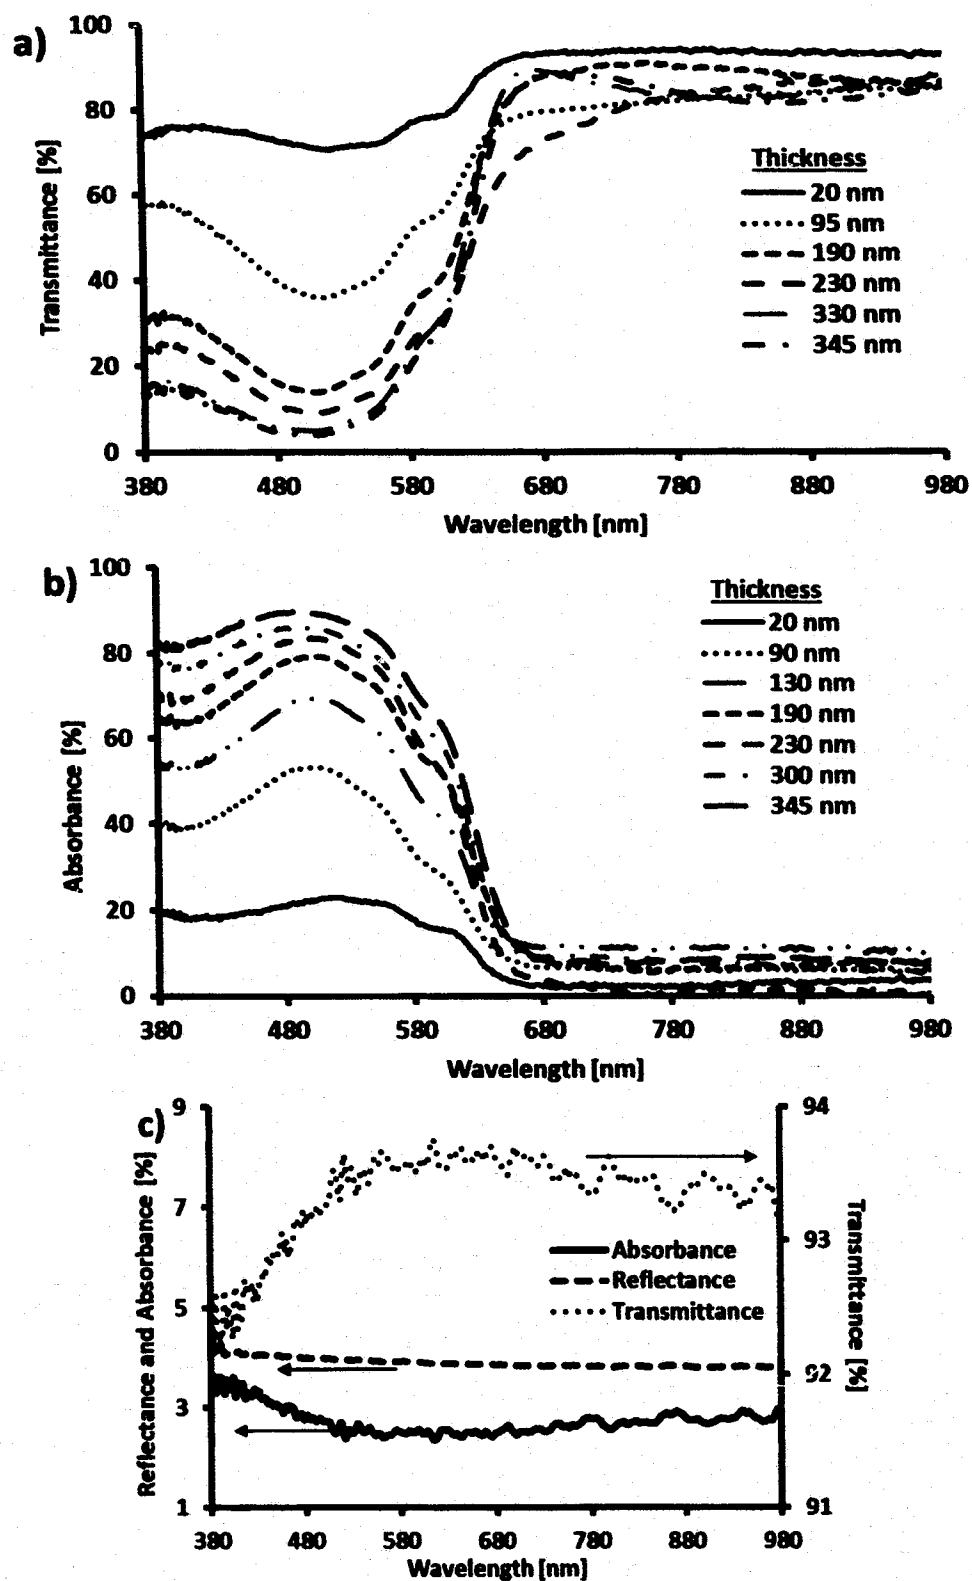 a)
100
80
60
40
20
0
Transmittance [%]
Thickness
20 nm
95 nm
190 nm
230 nm
330 nm
345 nm
380 480 580 680 780 880 980
Wavelength [nm]
b)
100
80
60
40
20
0
Absorbance [%]
Thickness
20 nm
90 nm
130 nm
190 nm
230 nm
300 nm
345 nm
380 480 580 680 780 880 980
Wavelength [nm]
c)
9
7
5
3
1
Reflectance and Absorbance [%]
94
93
92
91
Transmittance [%]
Absorbance
Reflectance
Transmittance
380 480 580 680 780 880 980
Wavelength [nm]